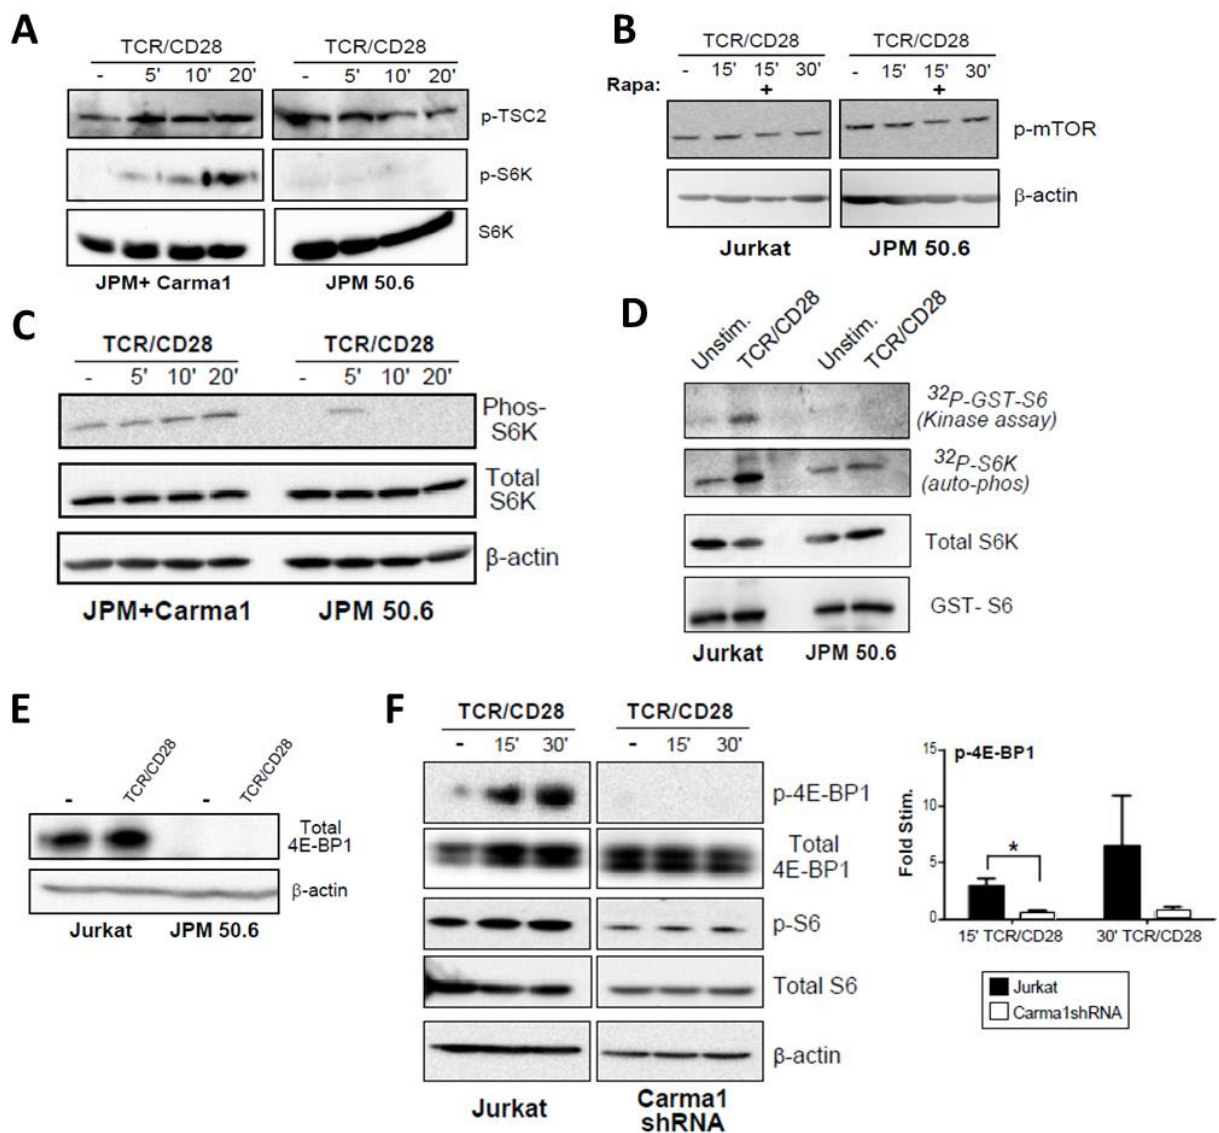 A
TCR/CD28 TCR/CD28
- 5' 10' 20' - 5' 10' 20'
p-TSC2
p-S6K
S6K
JPM+ Carma1 JPM 50.6
B
TCR/CD28 TCR/CD28
- 15' 15' 30' - 15' 15' 30'
Rapa: + +
p-mTOR
β-actin
Jurkat JPM 50.6
C
TCR/CD28 TCR/CD28
- 5' 10' 20' - 5' 10' 20'
Phos-
S6K
Total
S6K
β-actin
JPM+Carma1 JPM 50.6
D
Unstim. TCR/CD28 Unstim. TCR/CD28
32P-GST-S6
(Kinase assay)
32P-S6K
(auto-phos)
Total S6K
GST- S6
Jurkat JPM 50.6
E
- TCR/CD28 - TCR/CD28
Total
4E-BP1
β-actin
Jurkat JPM 50.6
F
TCR/CD28 TCR/CD28
- 15' 30' - 15' 30'
p-4E-BP1
Total
4E-BP1
p-S6
Total S6
β-actin
Jurkat Carma1
shRNA
p-4E-BP1
Fold Stim.
15
10
5
0
*
15' TCR/CD28 30' TCR/CD28
Jurkat
Carma1shRNA